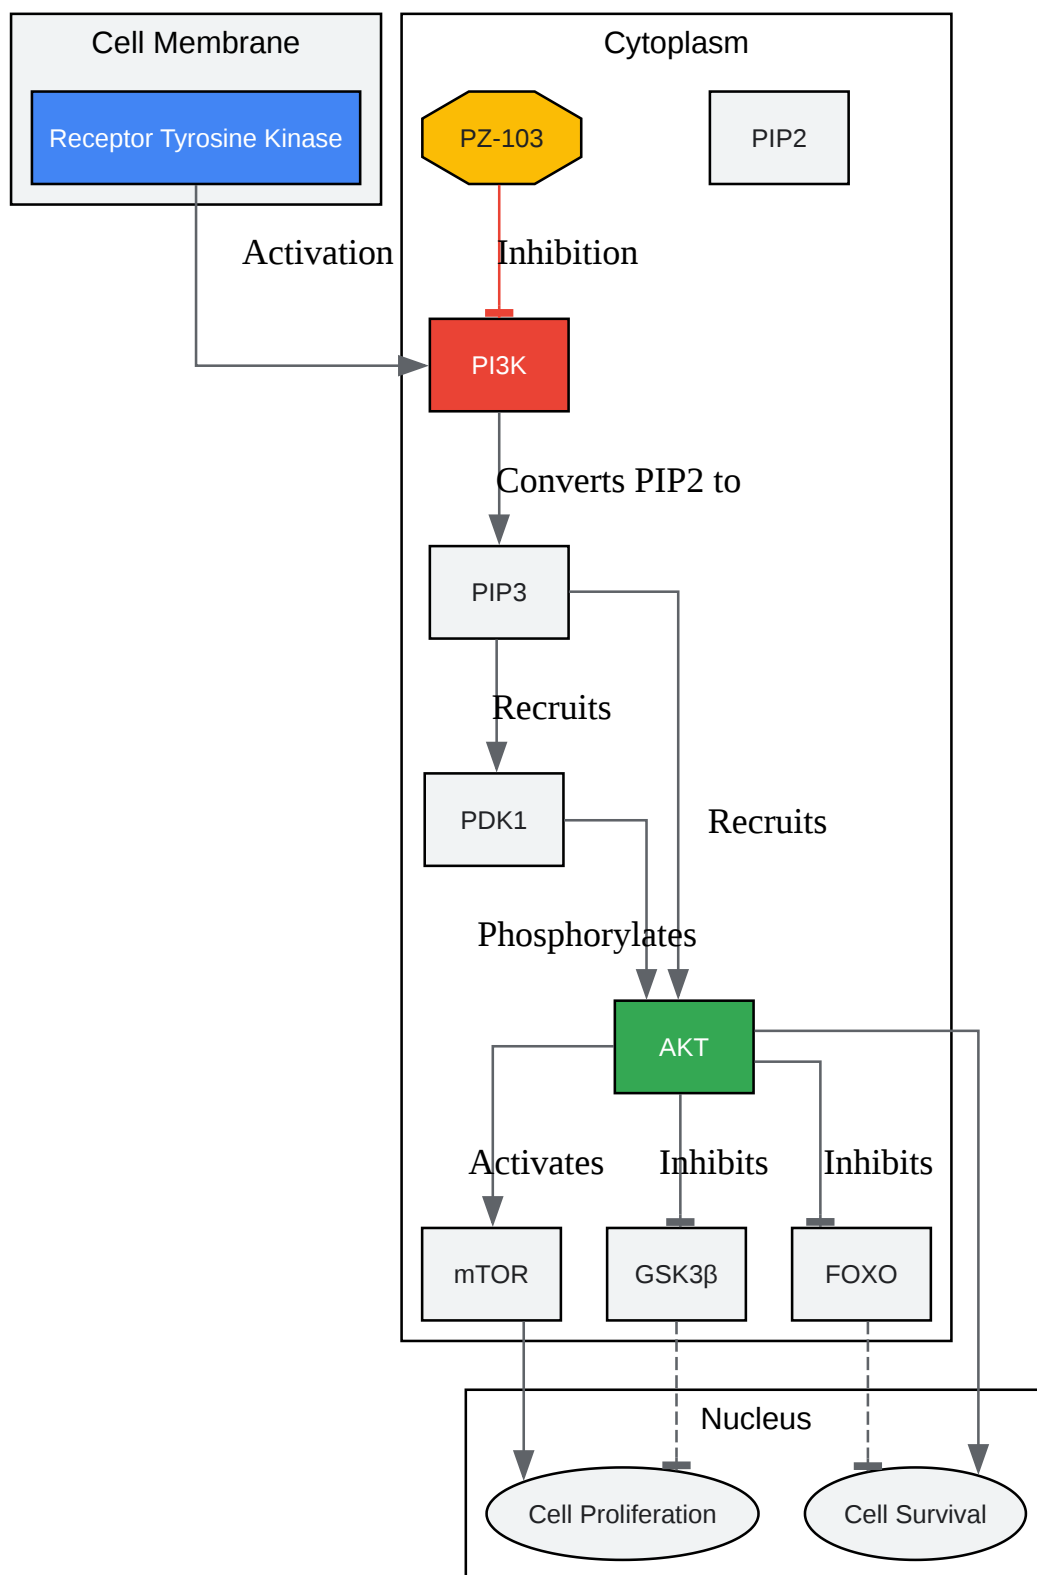 Cell Membrane
Cytoplasm
Receptor Tyrosine Kinase
PZ-103
PIP2
Activation
Inhibition
PI3K
Converts PIP2 to
PIP3
Recruits
PDK1
Recruits
Phosphorylates
AKT
Activates
Inhibits
Inhibits
mTOR
GSK3β
FOXO
Nucleus
Cell Proliferation
Cell Survival